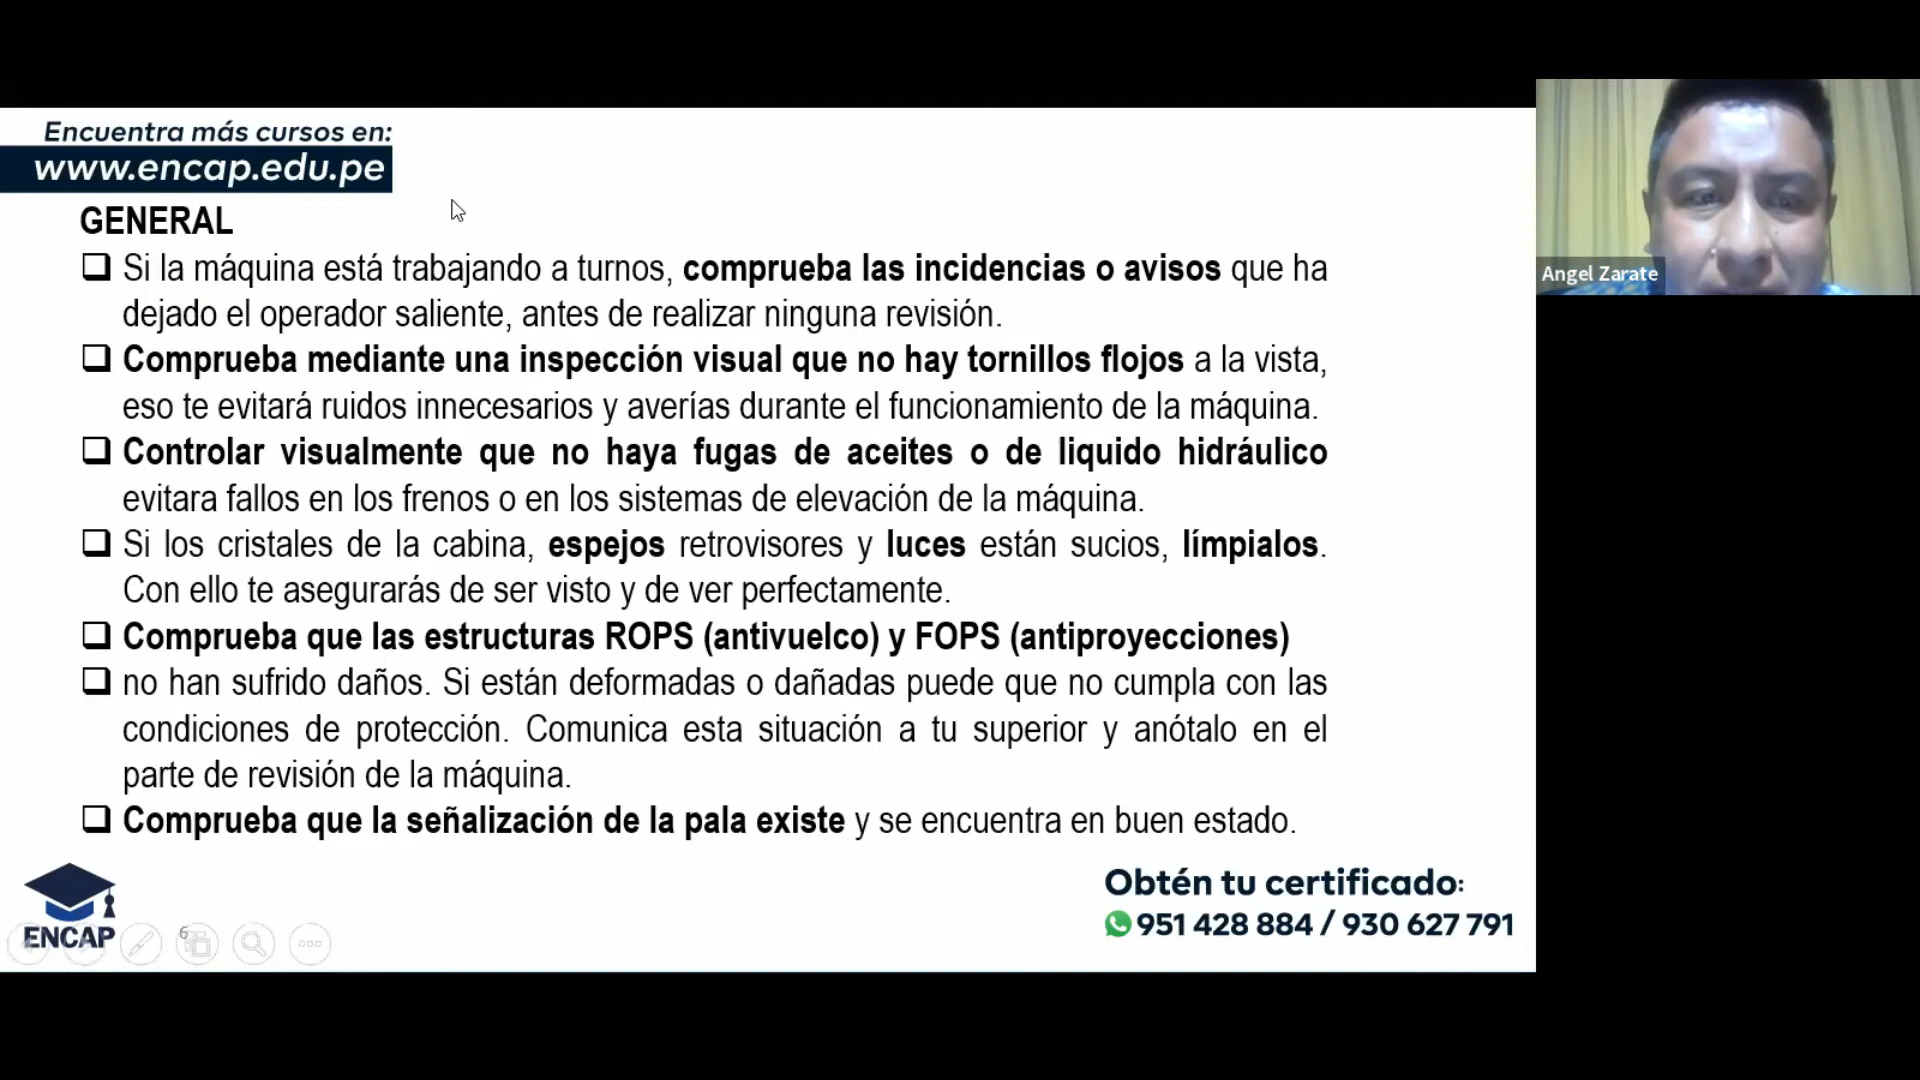 Encuentra más cursos en:
www.encap.edu.pe
GENERAL
Si la máquina está trabajando a turnos, comprueba las incidencias o avisos que ha
dejado el operador saliente, antes de realizar ninguna revisión.
Comprueba mediante una inspección visual que no hay tornillos flojos a la vista,
eso te evitará ruidos innecesarios y averías durante el funcionamiento de la máquina.
Controlar visualmente que no haya fugas de aceites o de liquido hidráulico
evitara fallos en los frenos o en los sistemas de elevación de la máquina.
Si los cristales de la cabina, espejos retrovisores y luces están sucios, límpialos.
Con ello te asegurarás de ser visto y de ver perfectamente.
Comprueba que las estructuras ROPS (antivuelco) y FOPS (antiproyecciones)
no han sufrido daños. Si están deformadas o dañadas puede que no cumpla con las
condiciones de protección. Comunica esta situación a tu superior y anótalo en el
parte de revisión de la máquina.
Comprueba que la señalización de la pala existe y se encuentra en buen estado.
ENCAP
6
Obtén tu certificado:
951 428 884 / 930 627 791
Angel Zarate